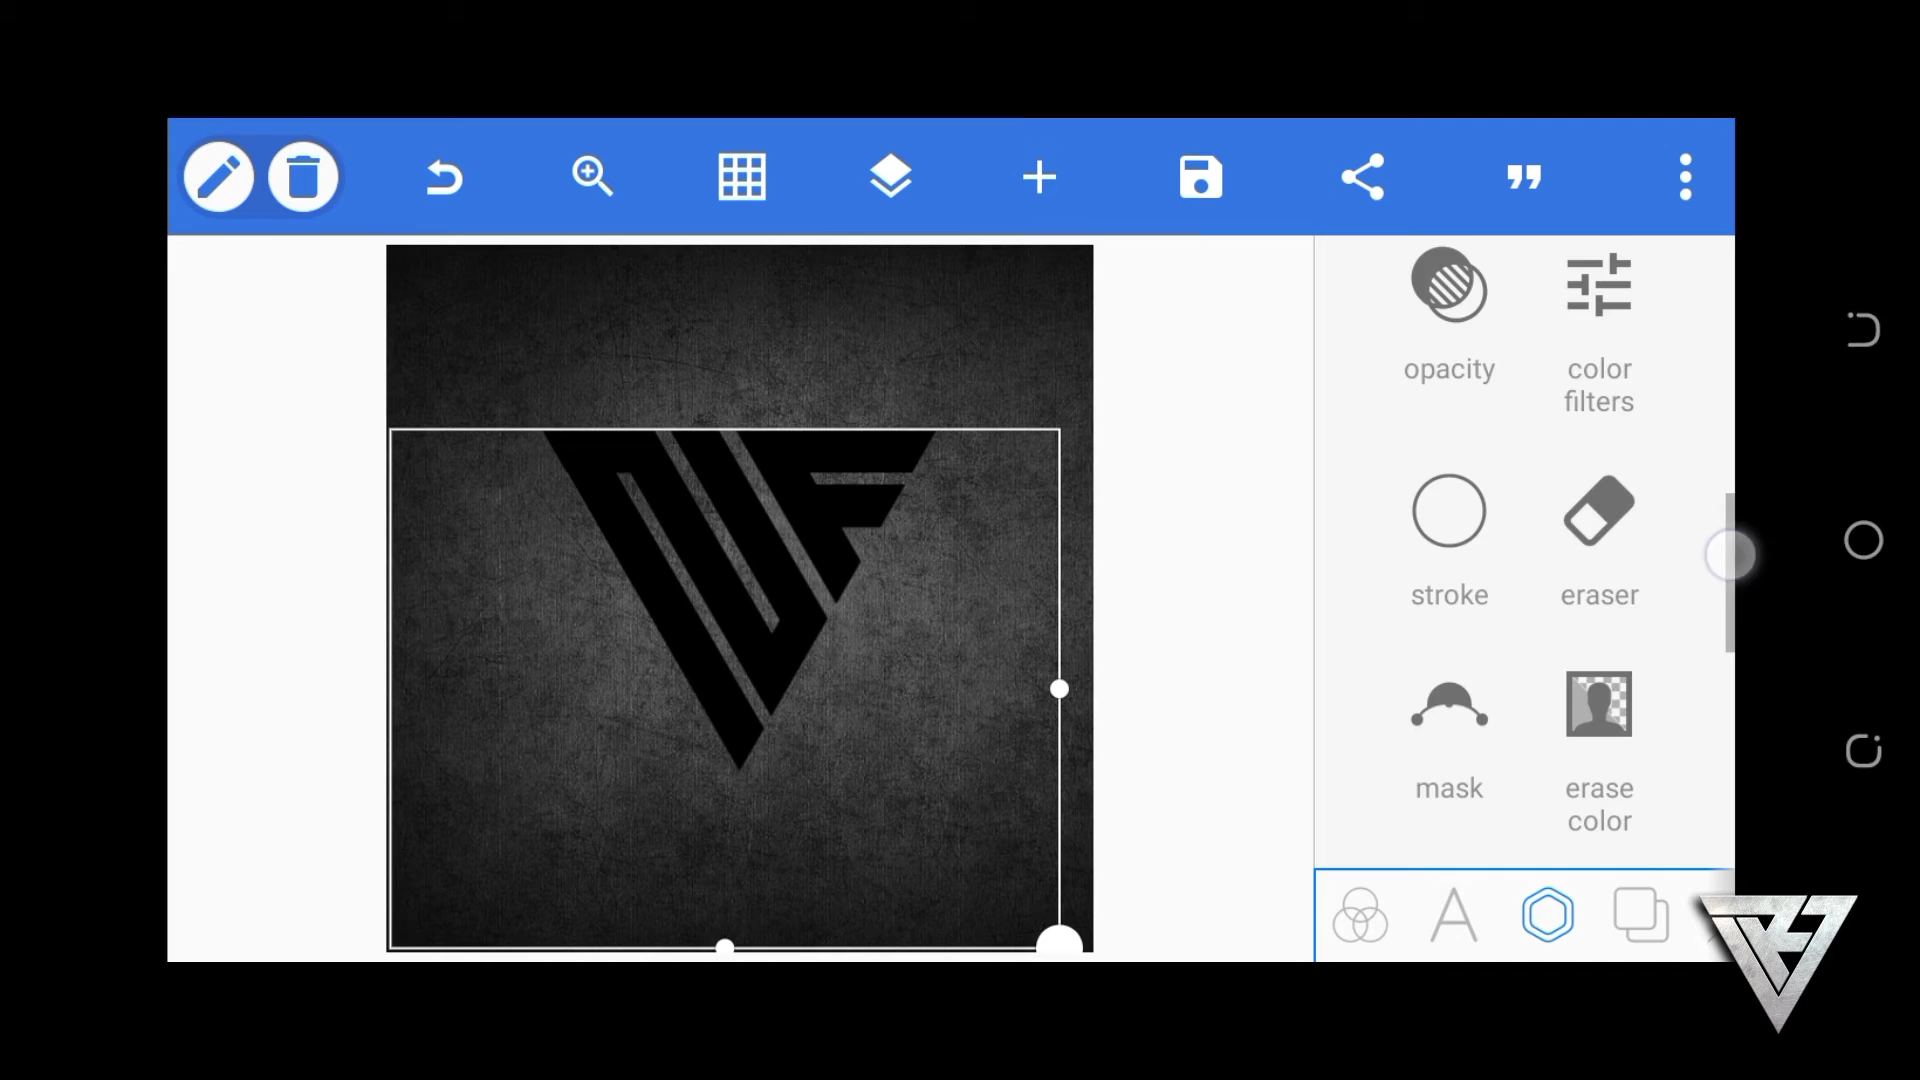 opacity
color
filters
stroke
eraser
mask
erase
color